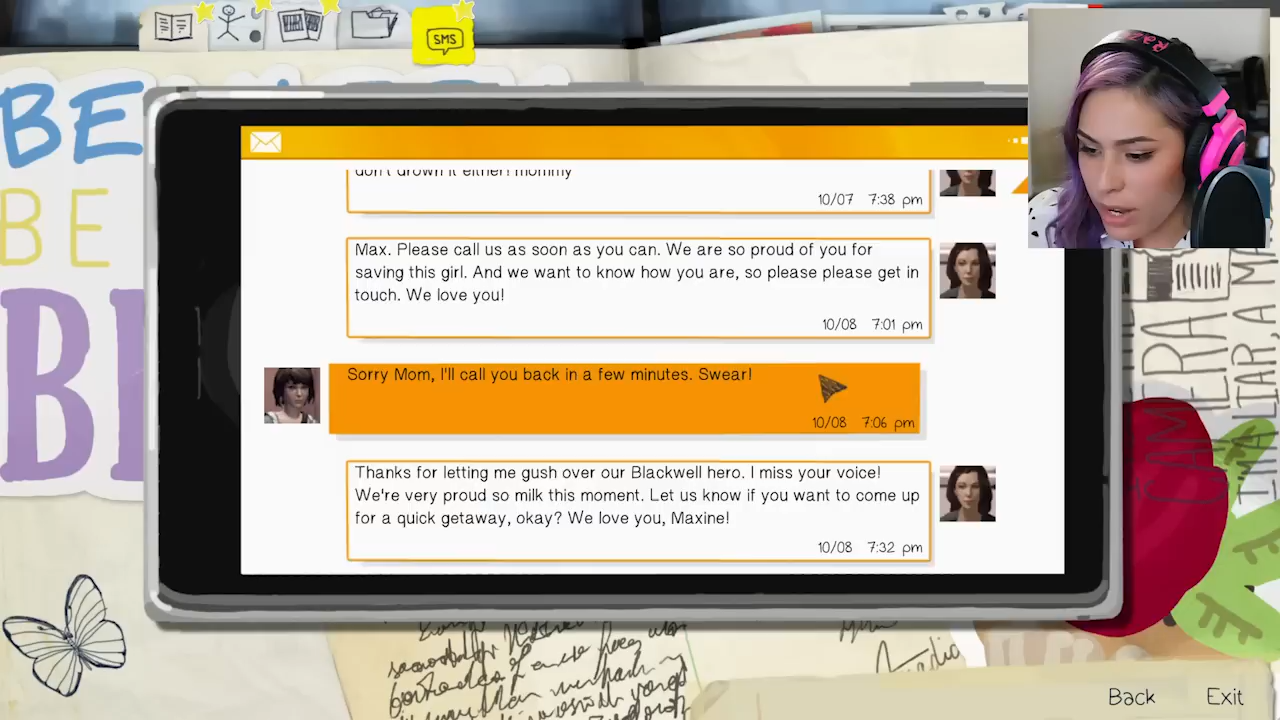 SMS
BE
BE
don't drown it either! mommy
10/07 7:38 pm
Max. Please call us as soon as you can. We are so proud of you for
saving this girl. And we want to know how you are, so please please get in
touch. We love you!
10/08 7:01 pm
Sorry Mom, I'll call you back in a few minutes. Swear!
10/08 7:06 pm
Thanks for letting me gush over our Blackwell hero. I miss your voice!
We're very proud so milk this moment. Let us know if you want to come up
for a quick getaway, okay? We love you, Maxine!
10/08 7:32 pm
CAMERA
Back Exit